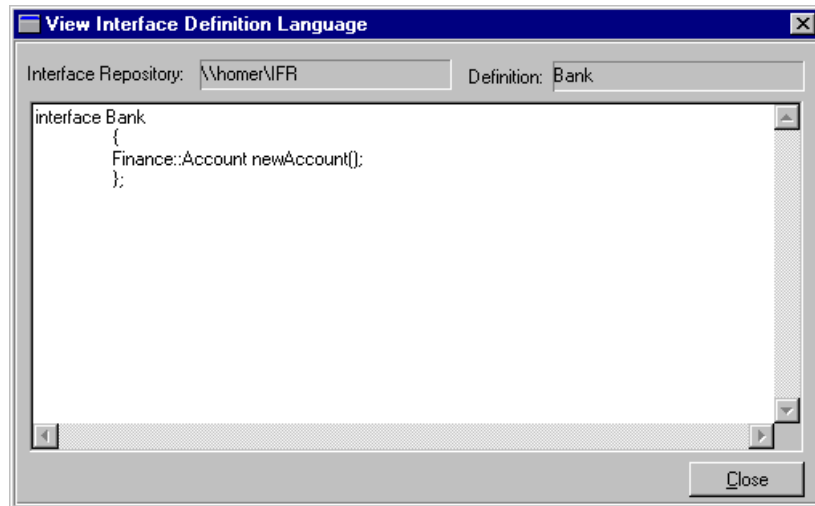 View Interface Definition Language
Interface Repository: \\homer\IFR Definition: Bank
interface Bank
{
Finance::Account newAccount();
};
Close